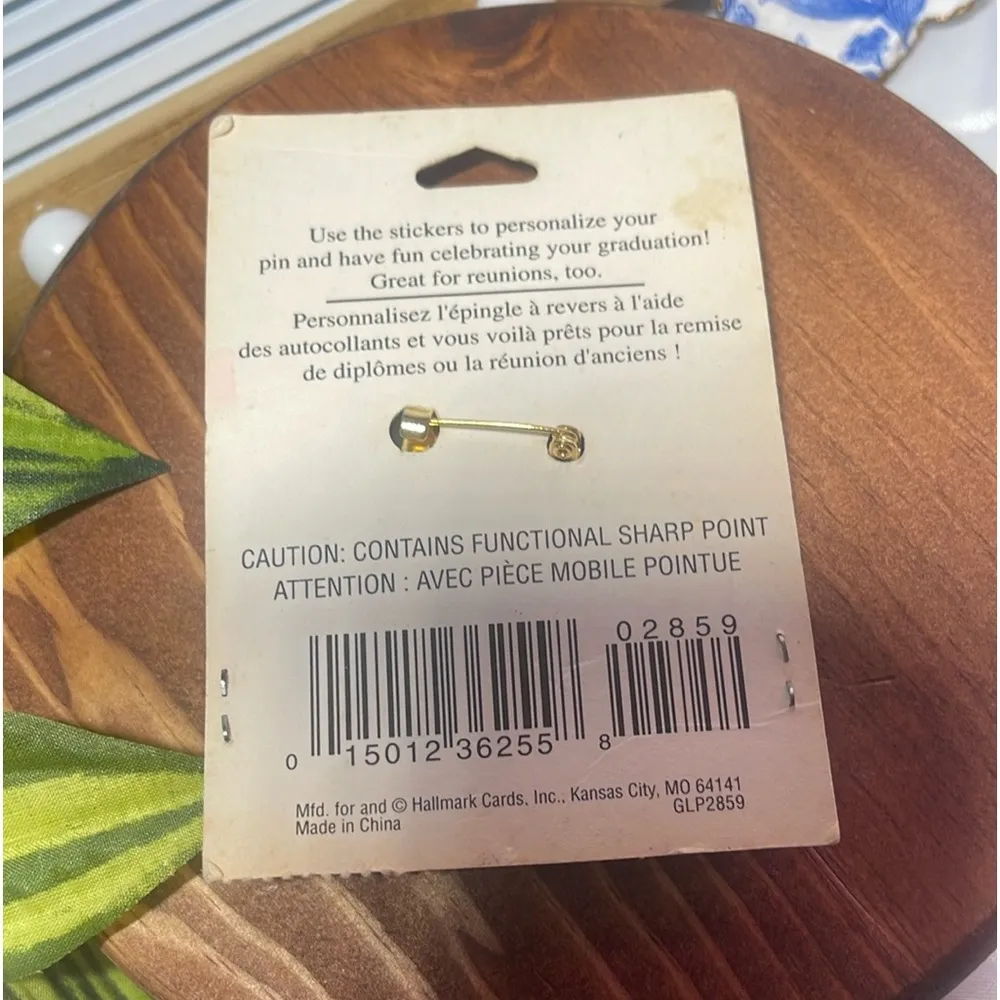 Use the stickers to personalize your
pin and have fun celebrating your graduation!
Great for reunions, too.
Personnalisez l'épingle à revers à l'aide
des autocollants et vous voilà prêts pour la remise
de diplômes ou la réunion d'anciens !
CAUTION: CONTAINS FUNCTIONAL SHARP POINT
ATTENTION : AVEC PIÈCE MOBILE POINTUE
02859
0 15012 36255 8
Mfd. for and © Hallmark Cards, Inc., Kansas City, MO 64141
GLP2859
Made in China